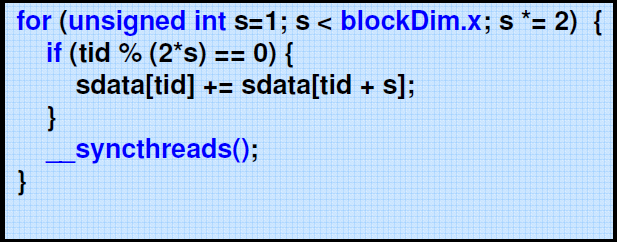 for (unsigned int s=1; s < blockDim.x; s *= 2)  {
if (tid % (2*s) == 0) {
sdata[tid] += sdata[tid + s];
}
__syncthreads();
}